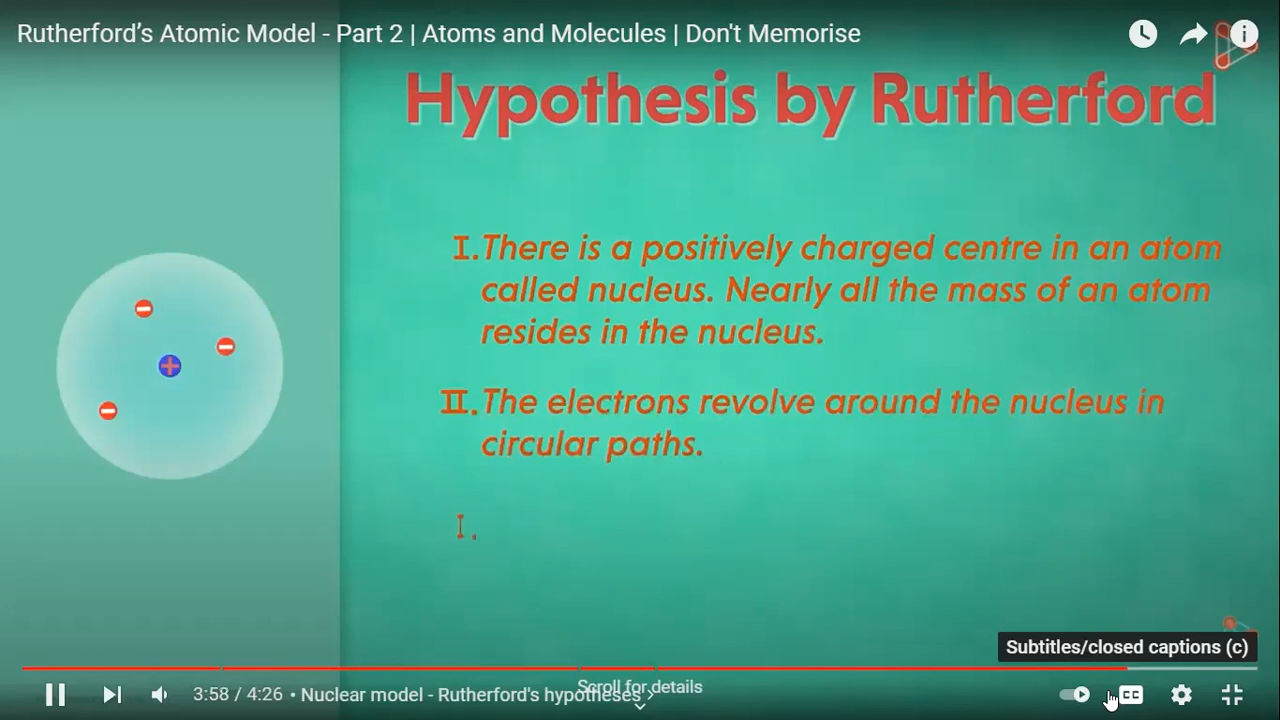 Rutherford’s Atomic Model - Part 2 | Atoms and Molecules | Don't Memorise
Hypothesis by Rutherford
I. There is a positively charged centre in an atom
called nucleus. Nearly all the mass of an atom
resides in the nucleus.
II. The electrons revolve around the nucleus in
circular paths.
I.
Subtitles/closed captions (c)
Scroll for details
3:58 / 4:26 • Nuclear model - Rutherford's hypotheses
CC